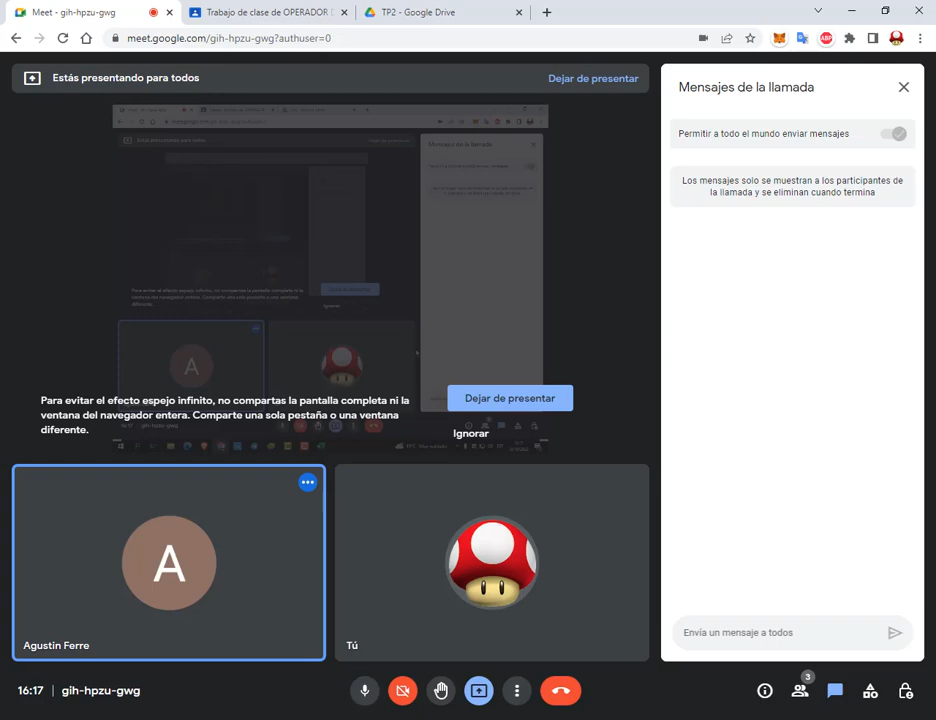 Meet - gih-hpzu-gwg
Trabajo de clase de OPERADOR D
TP2 - Google Drive
meet.google.com/gih-hpzu-gwg?authuser=0
ABP
Estás presentando para todos
Dejar de presentar
Mensajes de la llamada
Permitir a todo el mundo enviar mensajes
Los mensajes solo se muestran a los participantes de
la llamada y se eliminan cuando termina
Para evitar el efecto espejo infinito, no compartas la pantalla completa ni la
ventana del navegador entera. Comparte una sola pestaña o una ventana
diferente.
Dejar de presentar
Ignorar
A
A
Agustin Ferre
Tú
Envía un mensaje a todos
16:17 | gih-hpzu-gwg
3